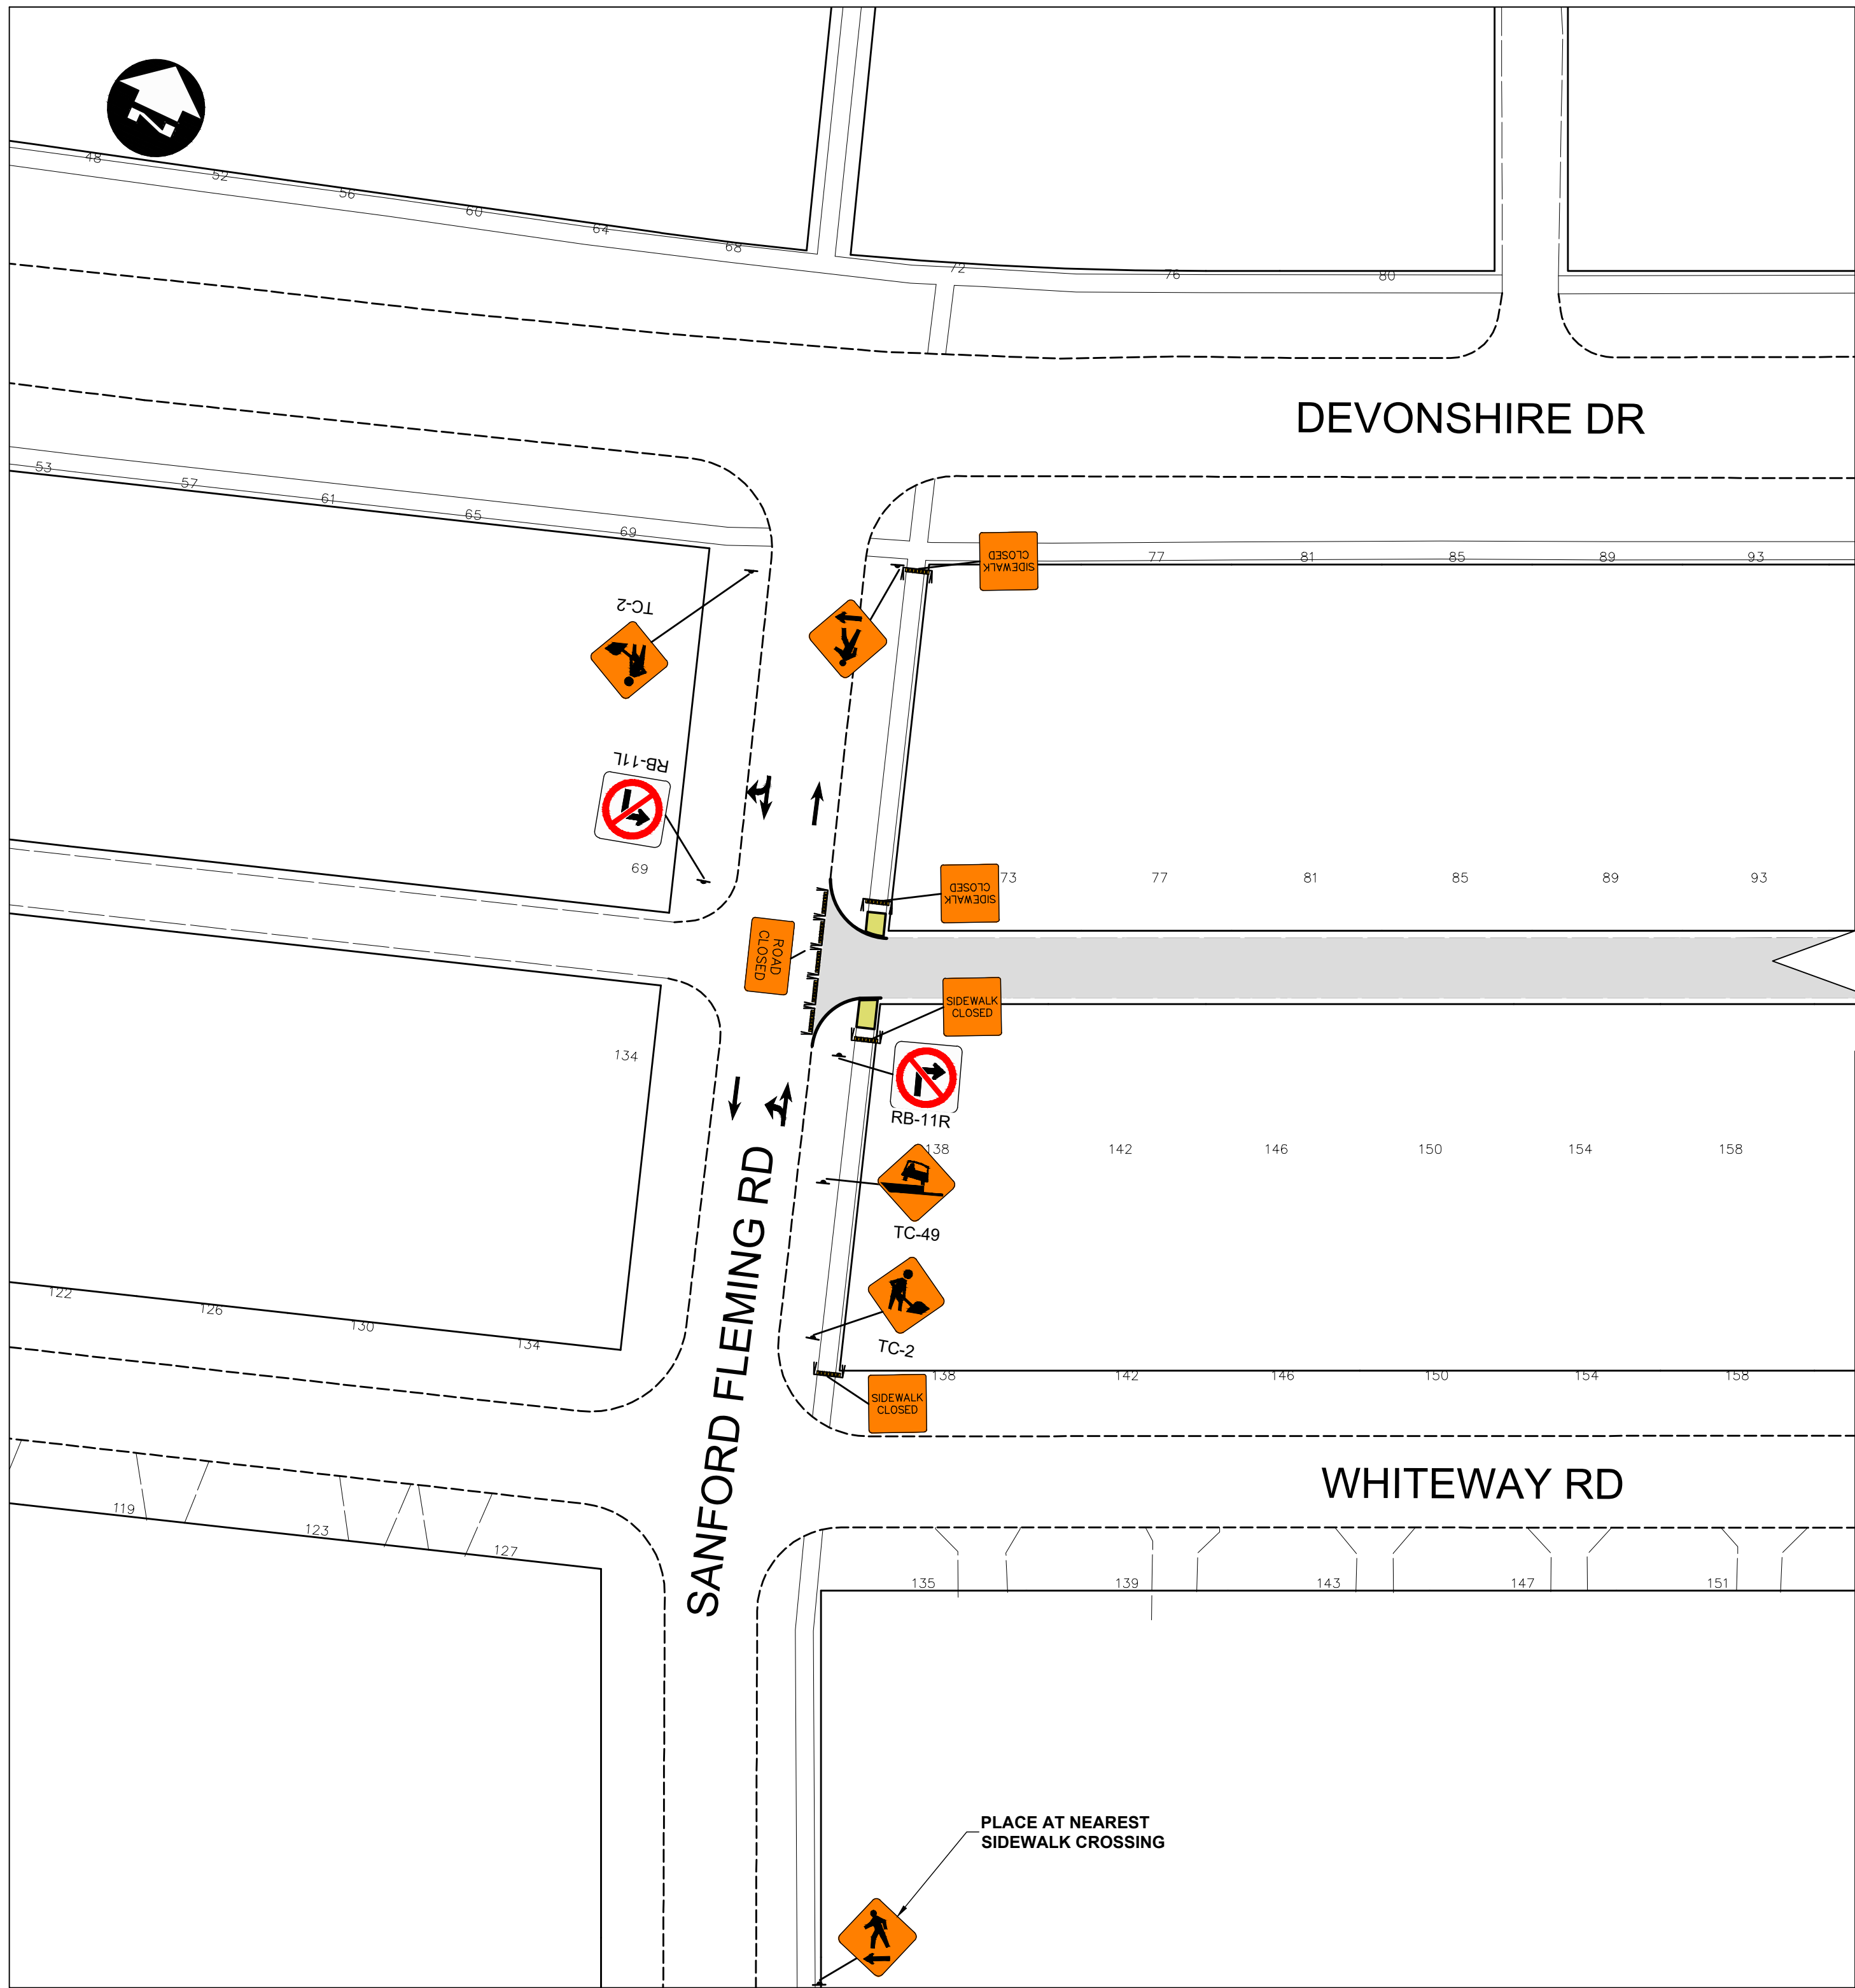 48
52
56
60
64
68
72
76
80
DEVONSHIRE DR
53
57
61
65
69
77
81
85
89
93
SIDEWALK
CLOSED
TC-2
RB-11L
69
73
77
81
85
89
93
SIDEWALK
CLOSED
ROAD
CLOSED
SIDEWALK
CLOSED
134
RB-11R
138
142
146
150
154
158
TC-49
SANFORD FLEMING RD
122
126
130
134
TC-2
138
142
146
150
154
158
SIDEWALK
CLOSED
WHITEWAY RD
119
123
127
135
139
143
147
151
PLACE AT NEAREST
SIDEWALK CROSSING
N